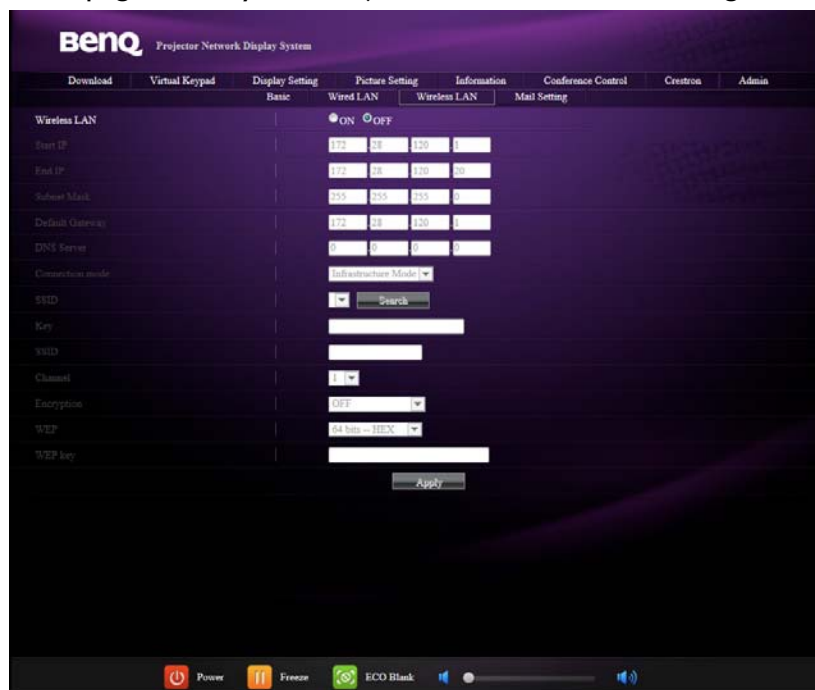 BenQ Projector Network Display System
Download Virtual Keypad Display Setting Picture Setting Information Conference Control Crestron Admin
Basic Wired LAN Wireless LAN Mail Setting
Wireless LAN ON OFF
Start IP 172 .28 .120 .1
End IP 172 .28 .120 .20
Subnet Mask 255 .255 .255 .0
Default Gateway 172 .28 .120 .1
DNS Server 0 .0 .0 .0
Connection mode Infrastructure Mode
SSID Search
Key
SSID
Channel 1
Encryption OFF
WEP 64 bits -- HEX
WEP key
Apply
Power Freeze ECO Blank